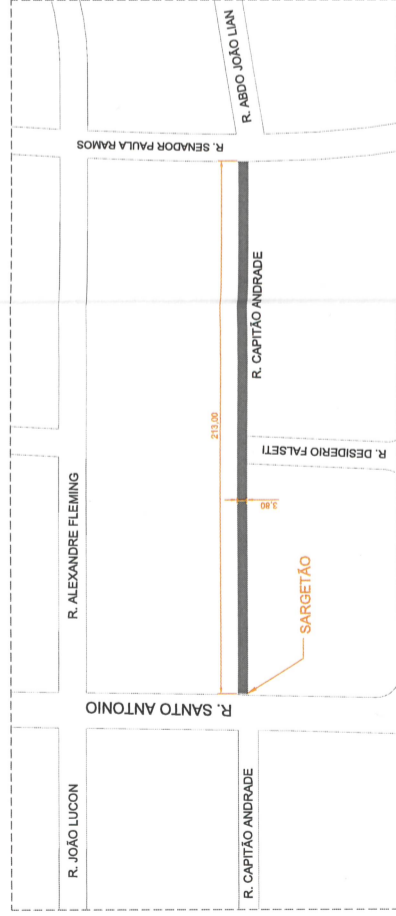 R. ABDO JOÃO LIAN
R. SENADOR PAULA RAMOS
R. CAPITÃO ANDRADE
213,00
R. DESIDERIO FALSETI
R. ALEXANDRE FLEMING
3,80
SARGETÃO
R. SANTO ANTONIO
R. JOÃO LUCON
R. CAPITÃO ANDRADE